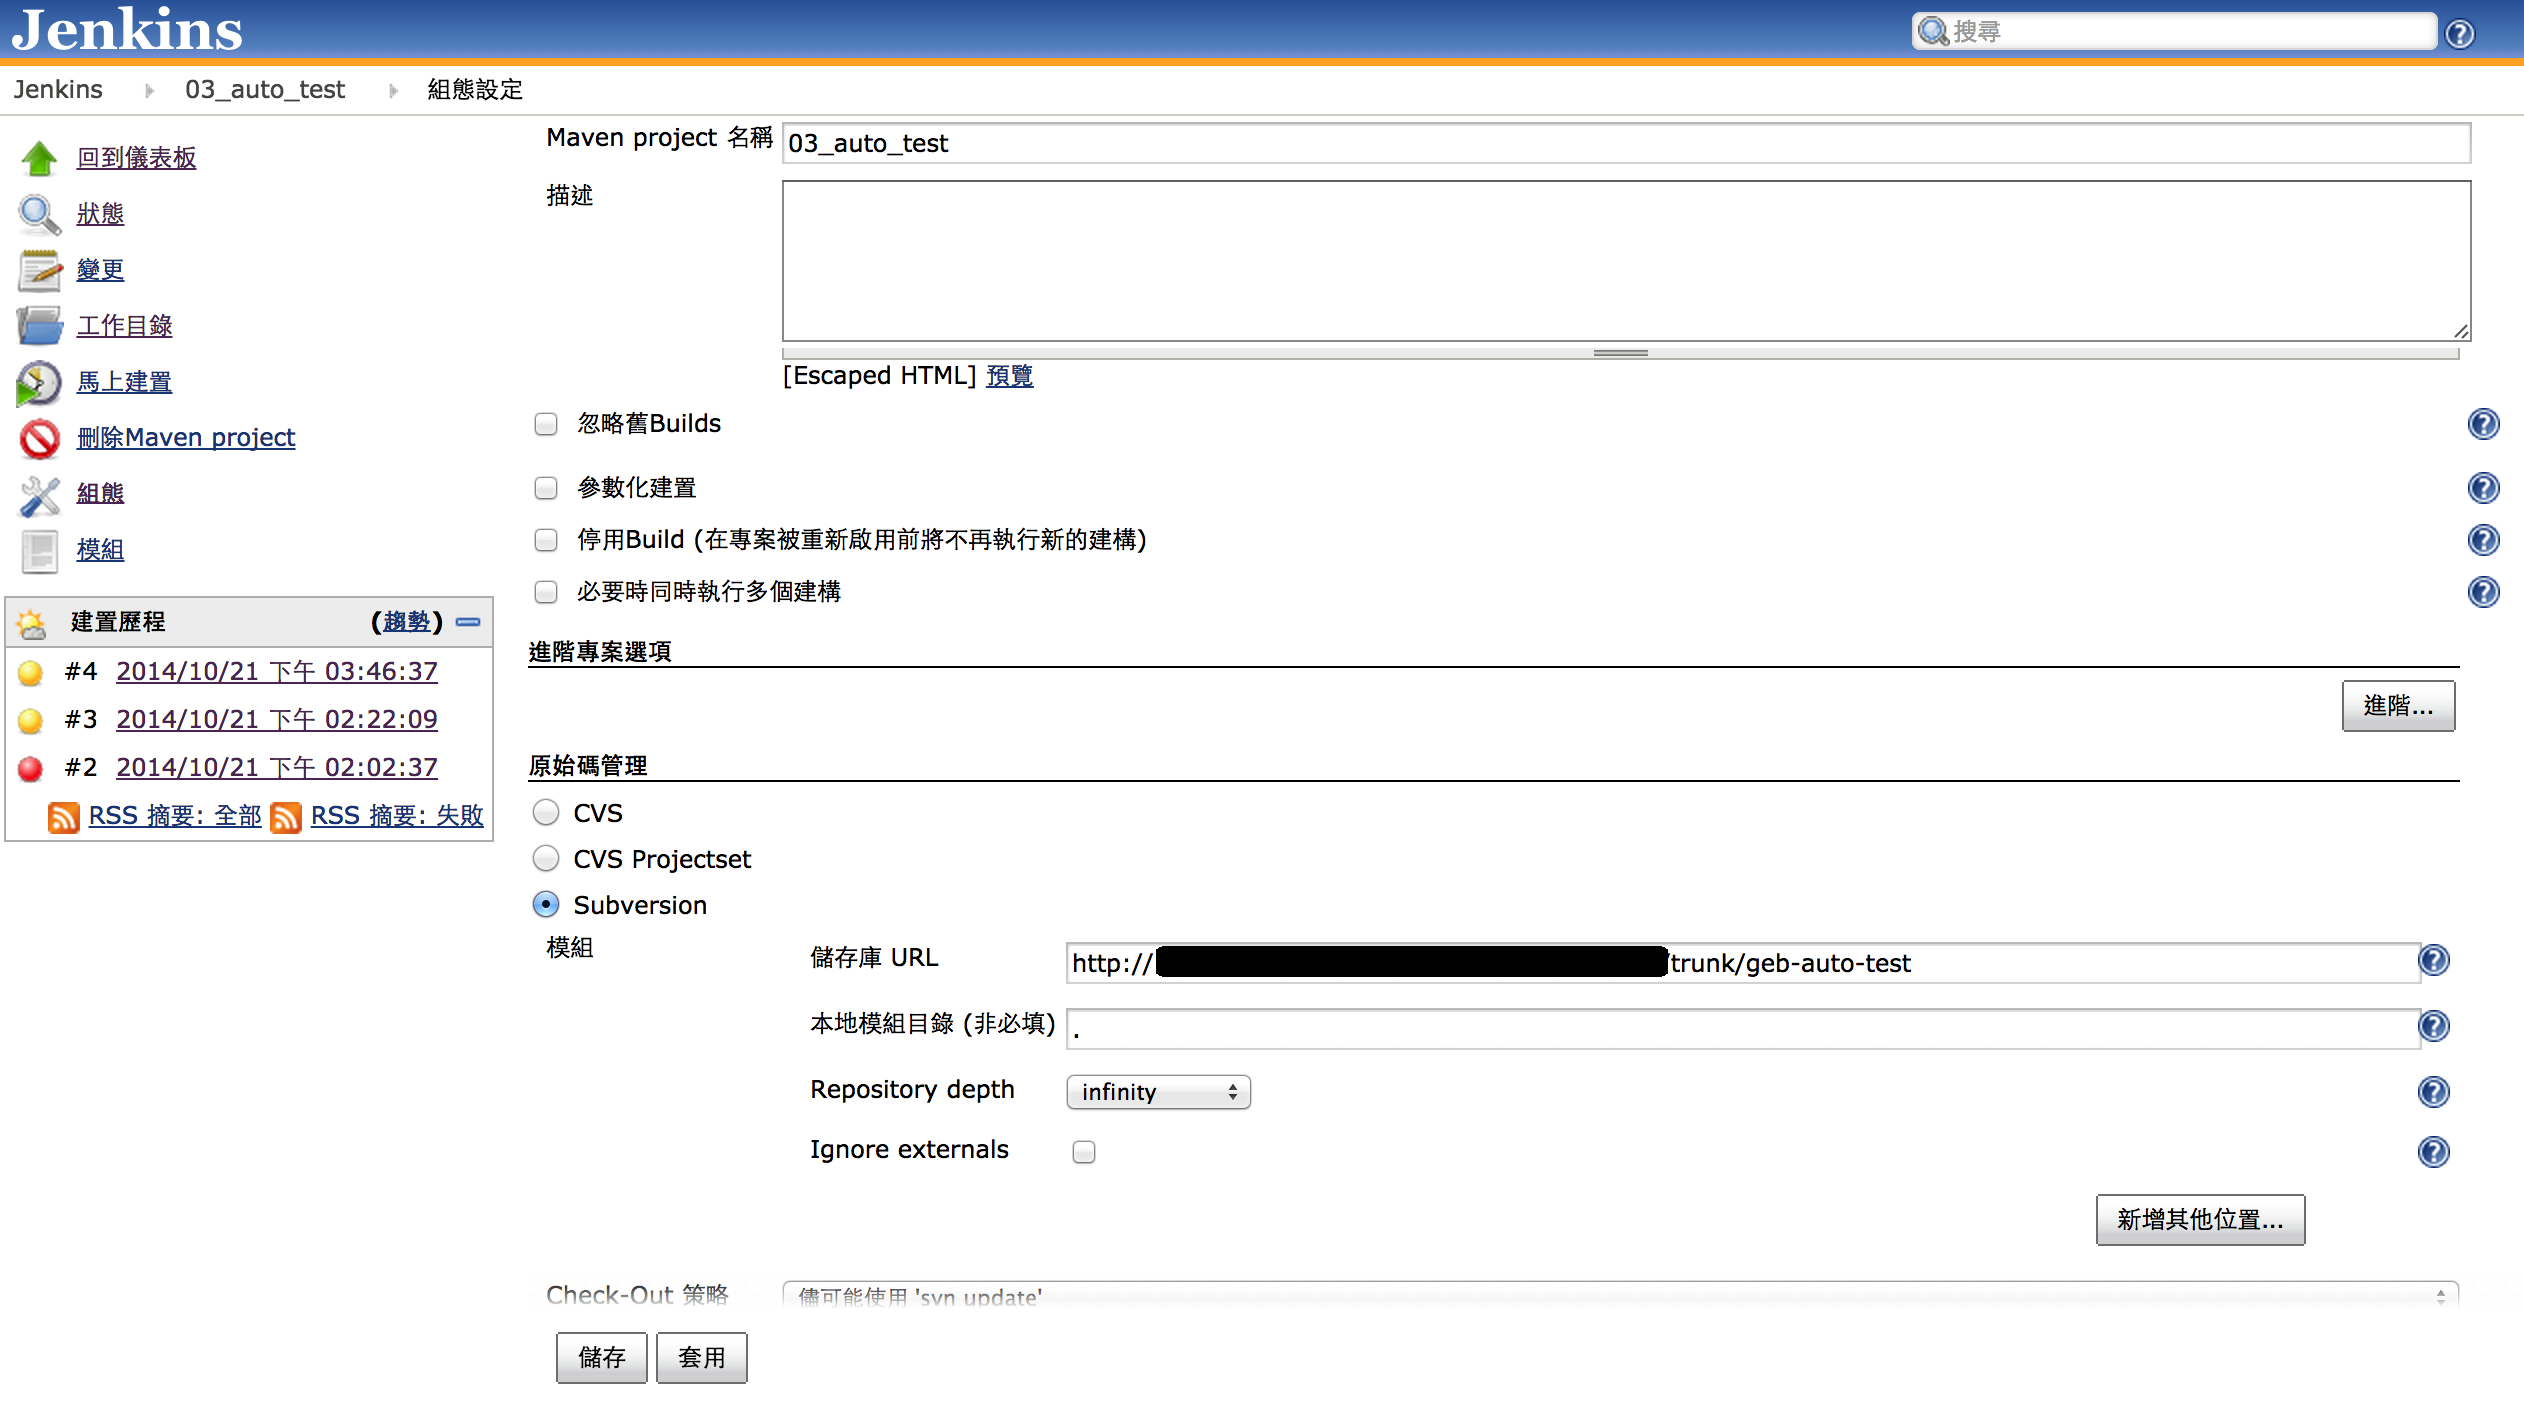 Jenkins
搜尋
Jenkins 03_auto_test 組態設定
回到儀表板
狀態
變更
工作目錄
馬上建置
刪除Maven project
組態
模組
建置歷程 (趨勢)
#4 2014/10/21 下午 03:46:37
#3 2014/10/21 下午 02:22:09
#2 2014/10/21 下午 02:02:37
RSS 摘要: 全部 RSS 摘要: 失敗
Maven project 名稱 03_auto_test
描述
[Escaped HTML] 預覽
忽略舊Builds
參數化建置
停用Build (在專案被重新啟用前將不再執行新的建構)
必要時同時執行多個建構
進階專案選項
進階...
原始碼管理
CVS
CVS Projectset
Subversion
模組
儲存庫 URL http:// /trunk/geb-auto-test
本地模組目錄 (非必填) .
Repository depth infinity
Ignore externals
新增其他位置...
Check-Out 策略 儘可能使用 'svn update'
儲存 套用